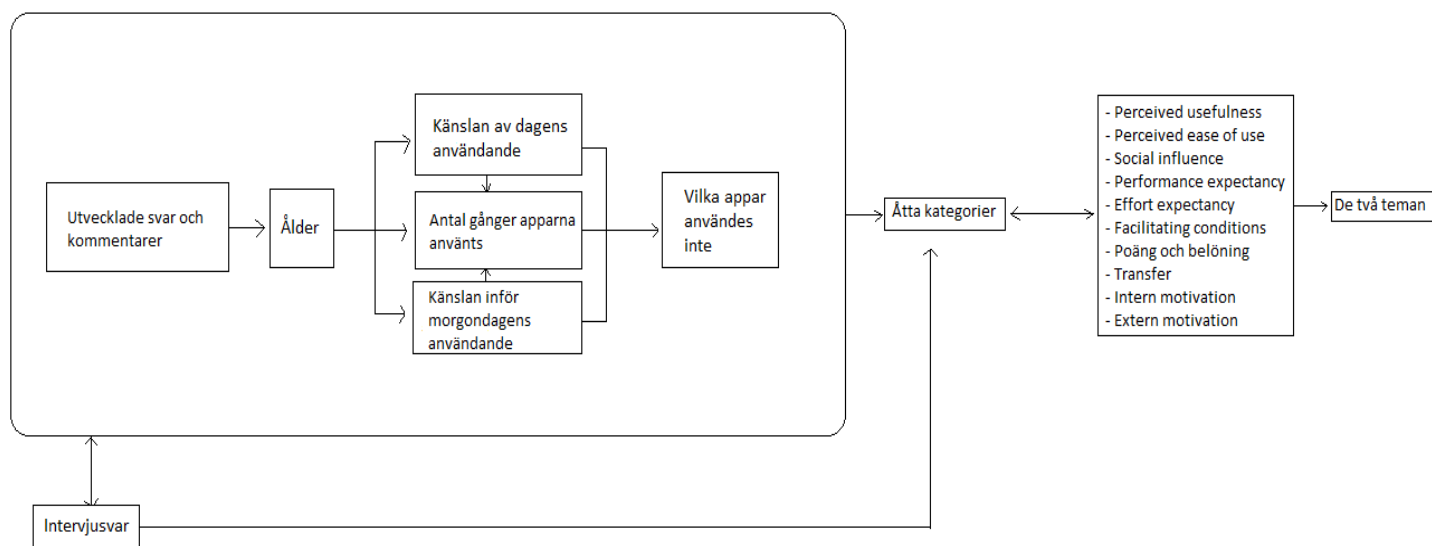 Utvecklade svar och
kommentarer
Ålder
Känslan av dagens
användande
Antal gånger apparna
använts
Känslan inför
morgondagens
användande
Vilka appar
användes
inte
Åtta kategorier
- Perceived usefulness
- Perceived ease of use
- Social influence
- Performance expectancy
- Effort expectancy
- Facilitating conditions
- Poäng och belöning
- Transfer
- Intern motivation
- Extern motivation
De två teman
Intervjusvar